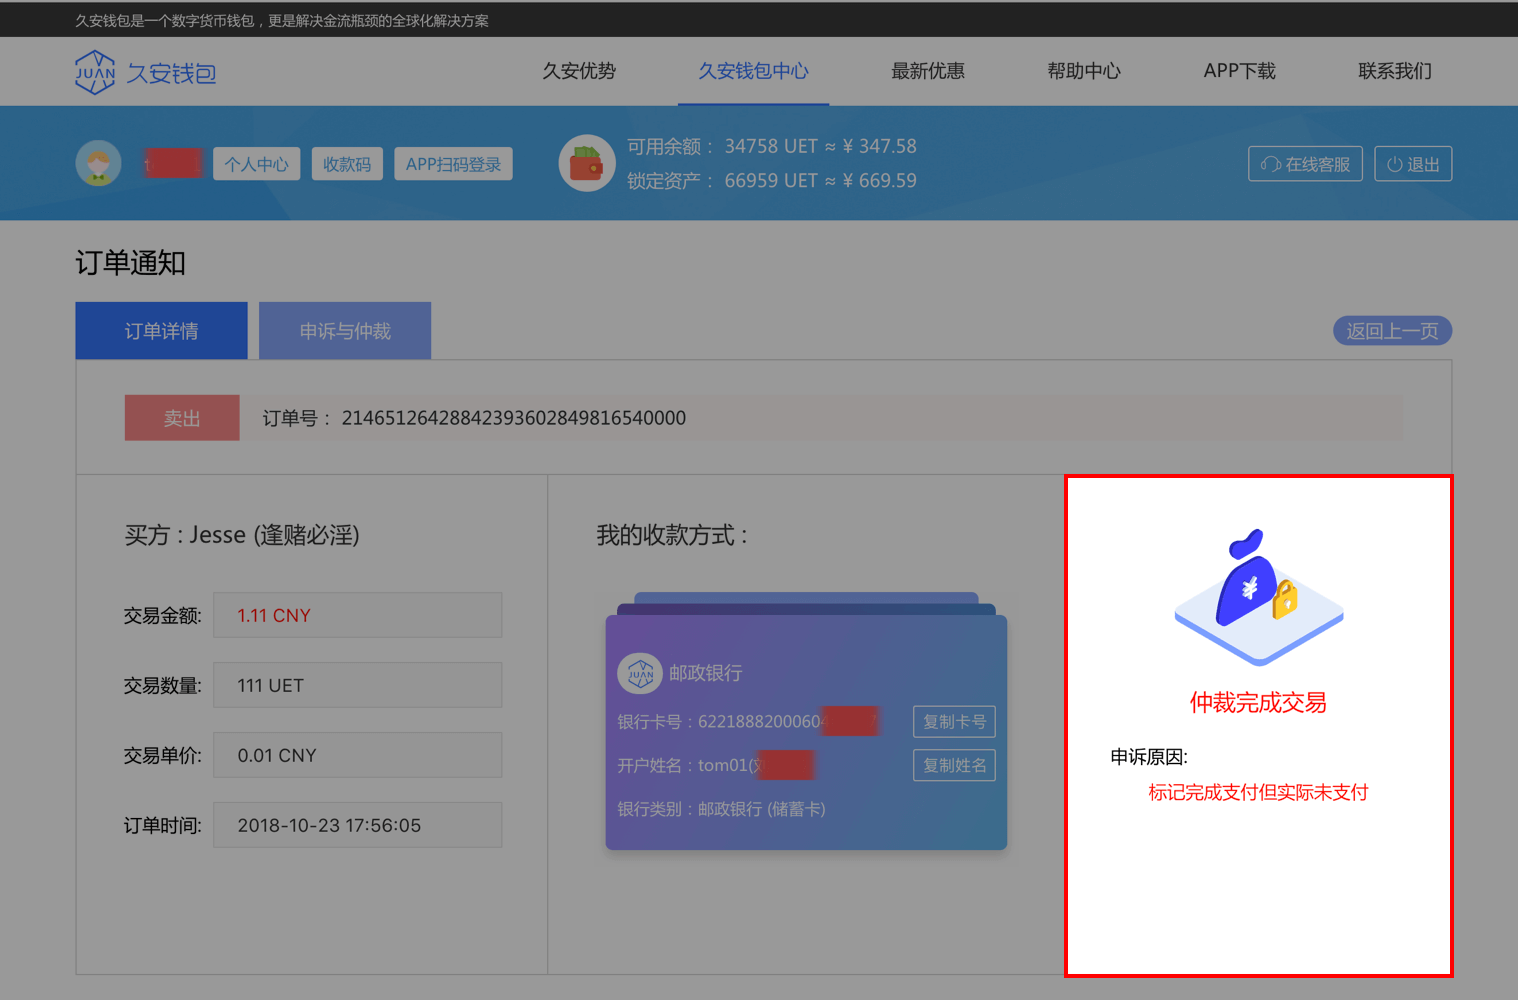 久安钱包是一个数字货币钱包，更是解决金流瓶颈的全球化解决方案
JUAN 久安钱包
久安优势
久安钱包中心
最新优惠
帮助中心
APP下载
联系我们
个人中心
收款码
APP扫码登录
可用余额： 34758 UET ≈ ¥ 347.58
锁定资产： 66959 UET ≈ ¥ 669.59
在线客服
退出
订单通知
订单详情
申诉与仲裁
返回上一页
卖出
订单号： 21465126428842393602849816540000
买方 : Jesse (逢赌必淫)
交易金额: 1.11 CNY
交易数量: 111 UET
交易单价: 0.01 CNY
订单时间: 2018-10-23 17:56:05
我的收款方式 :
JUAN 邮政银行
银行卡号 : 6221888200060
复制卡号
开户姓名 : tom01(
复制姓名
银行类别 : 邮政银行 (储蓄卡)
¥
仲裁完成交易
申诉原因:
标记完成支付但实际未支付